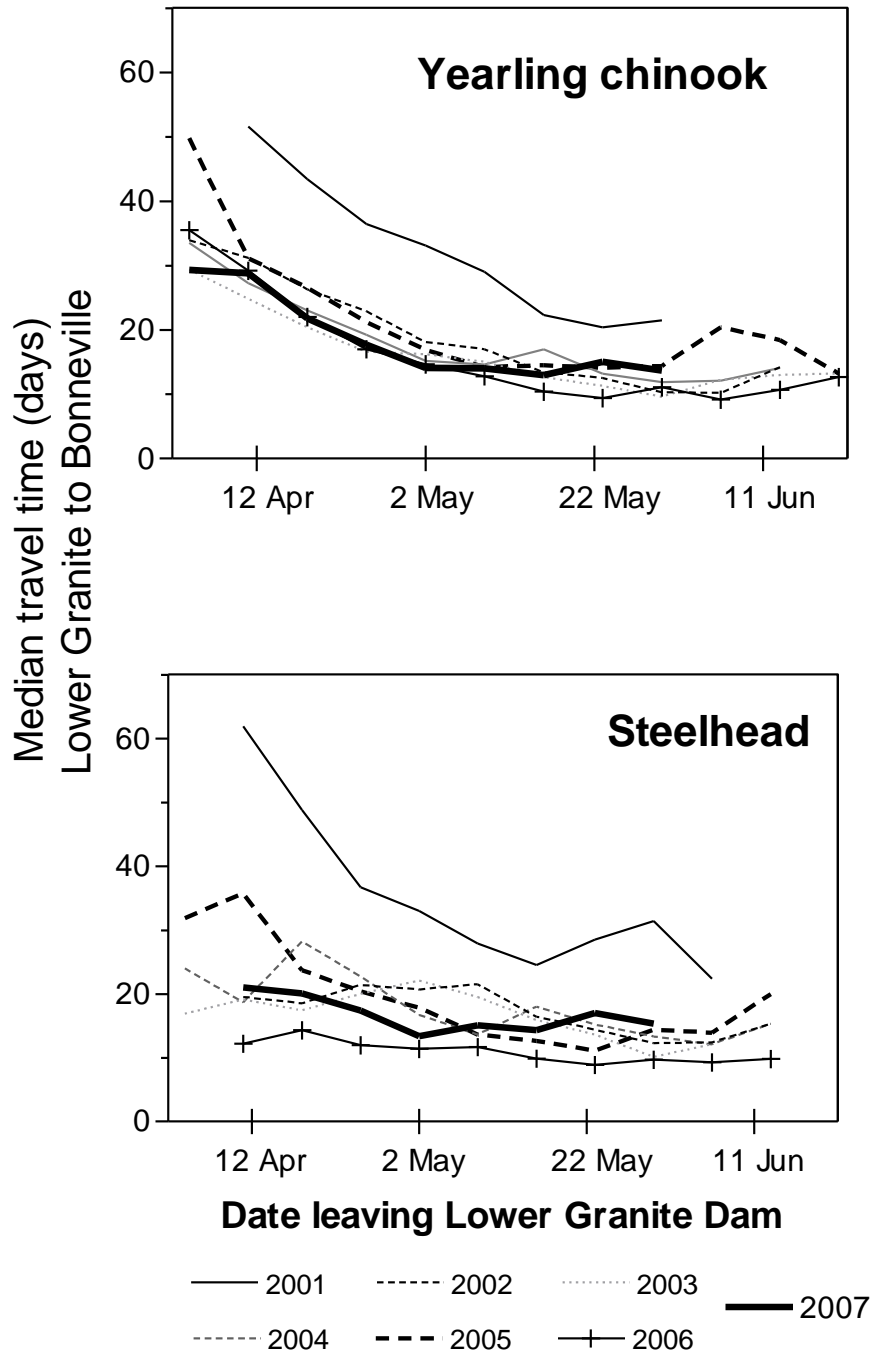 Median travel time (days)
Lower Granite to Bonneville
Yearling chinook
60
40
20
0
12 Apr
2 May
22 May
11 Jun
Steelhead
60
40
20
0
12 Apr
2 May
22 May
11 Jun
Date leaving Lower Granite Dam
2001
2002
2003
2007
2004
2005
2006